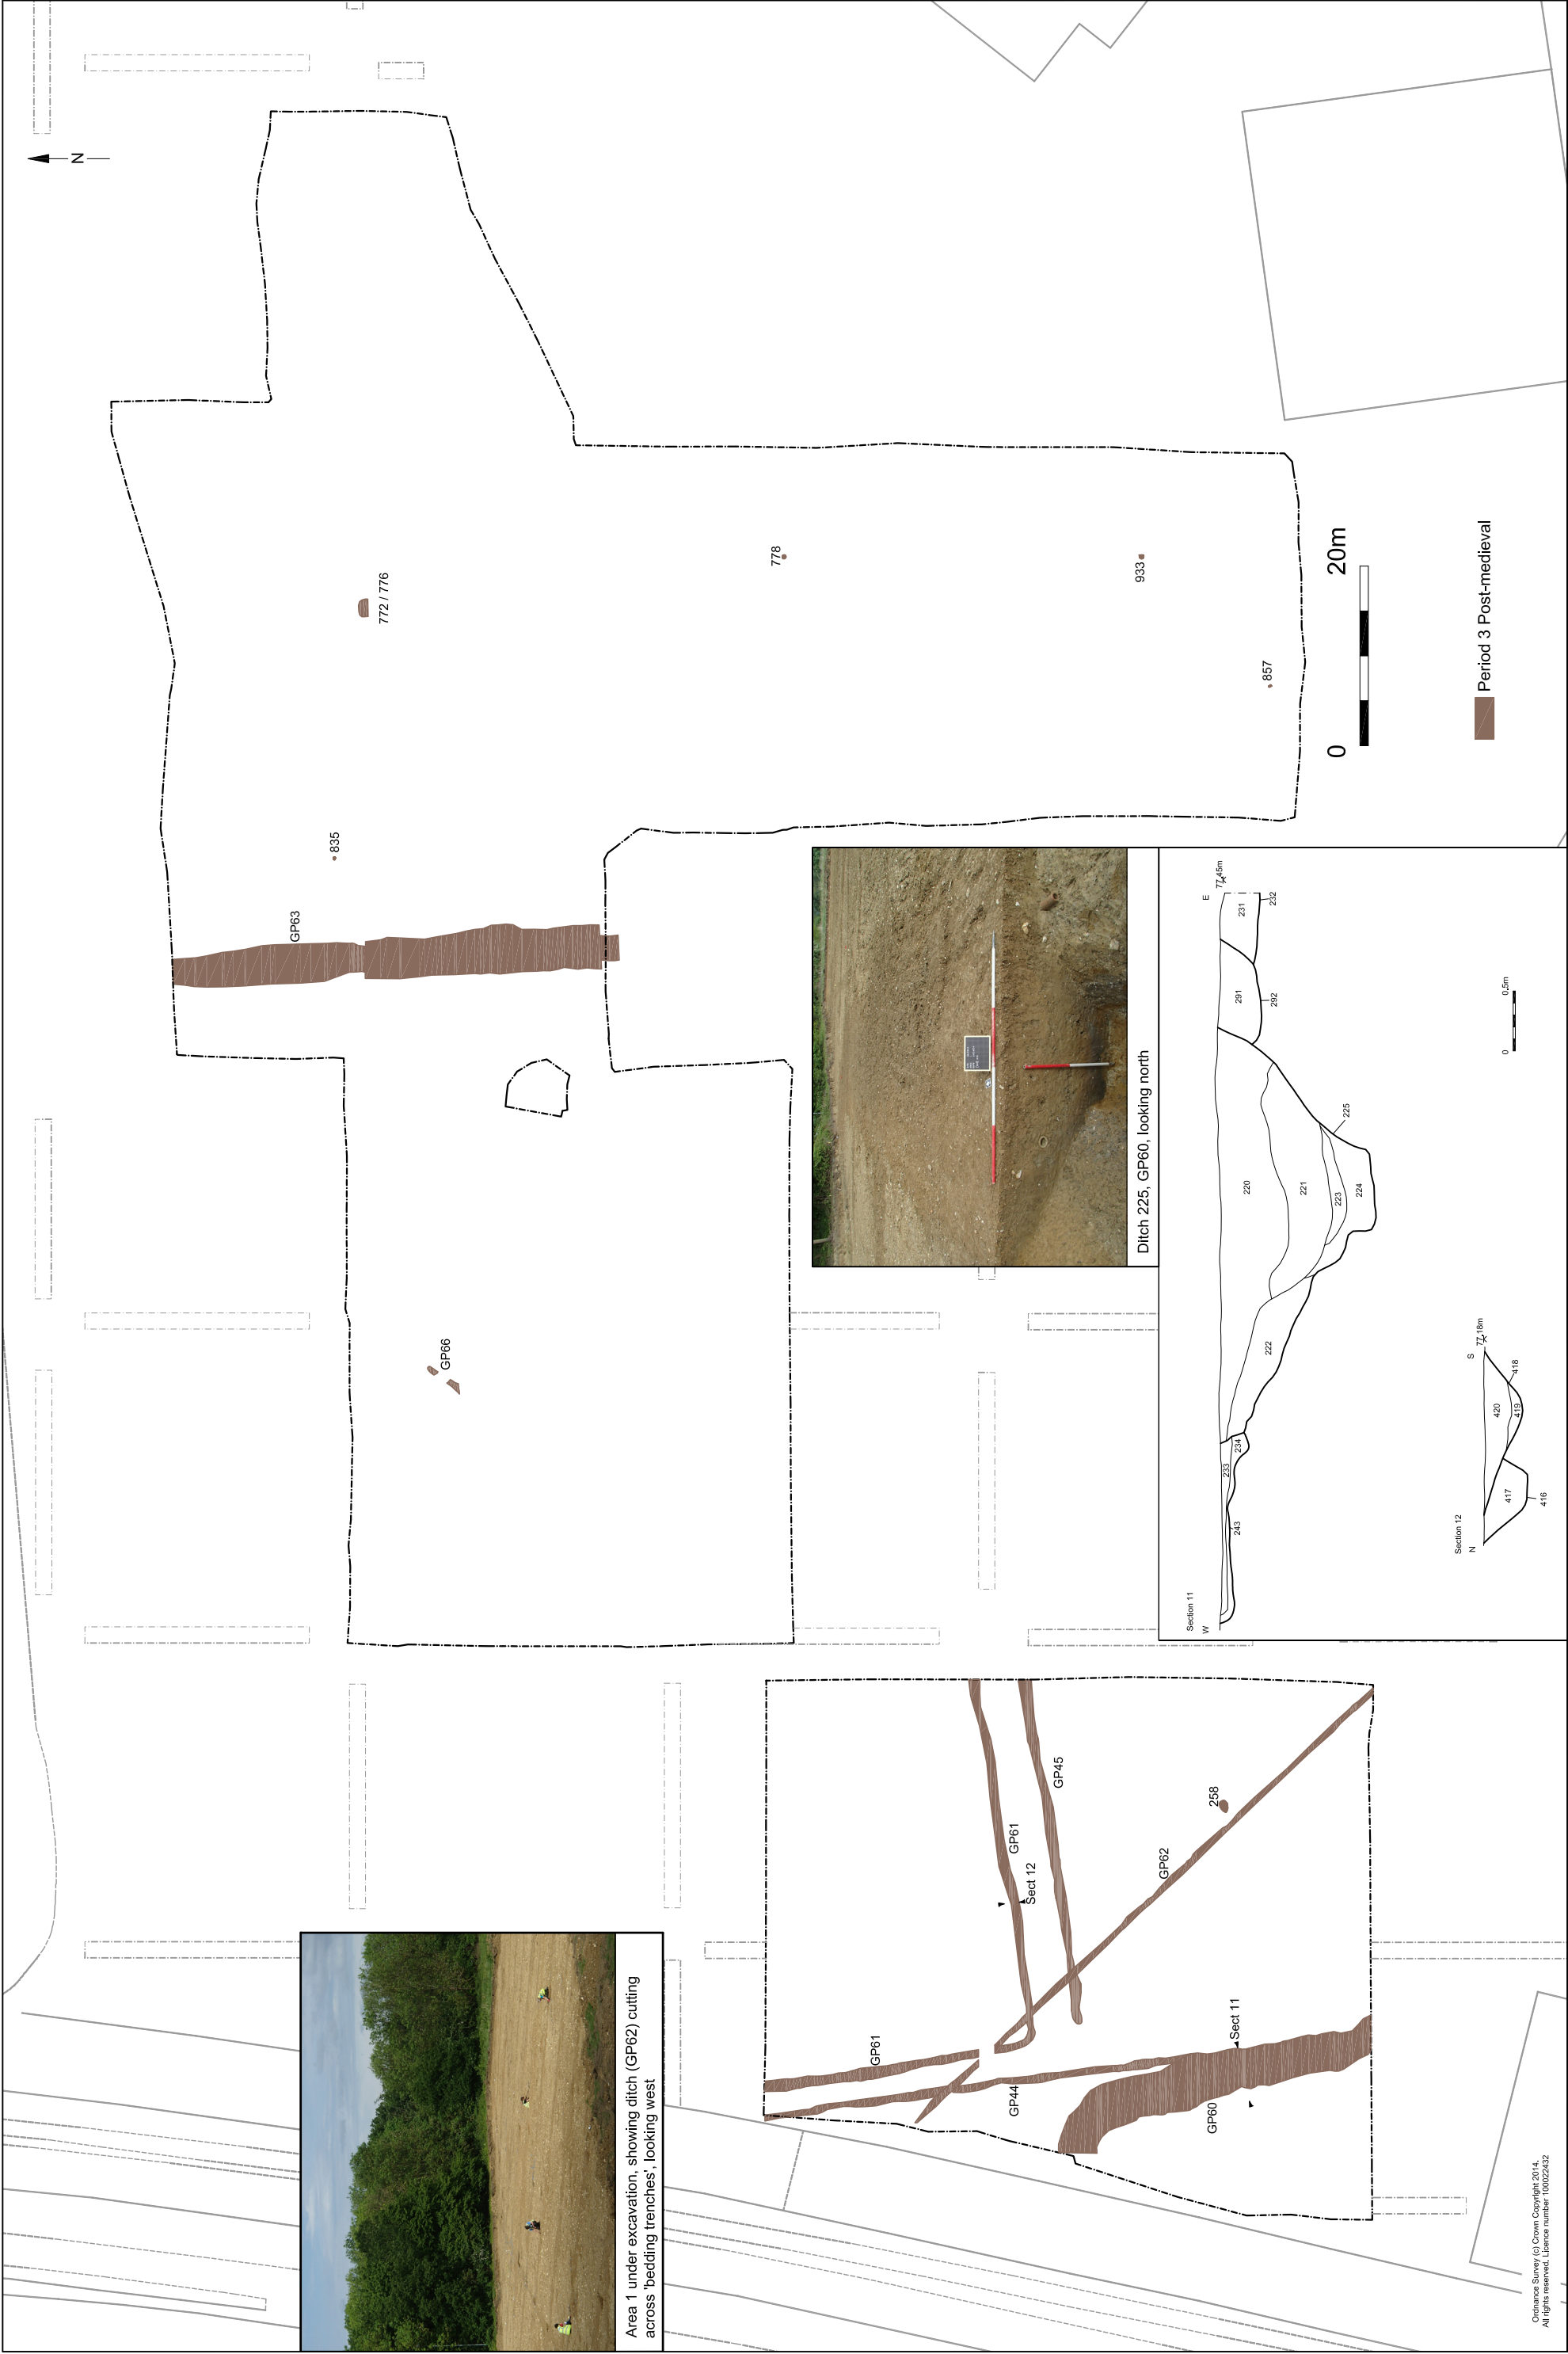 N
835
GP63
772 / 776
778
933
857
GP66
0
20m
Period 3 Post-medieval
Ditch 225, GP60, looking north
Section 11
W
E
77.45m
243
233
234
222
220
221
223
224
225
291
292
231
232
Section 12
N
S
77.18m
417
416
420
419
418
0
0.5m
Area 1 under excavation, showing ditch (GP62) cutting
across 'bedding trenches', looking west
GP61
GP44
GP60
Sect 11
GP61
Sect 12
GP45
GP62
258
Ordnance Survey (c) Crown Copyright 2014.
All rights reserved. Licence number 100022432